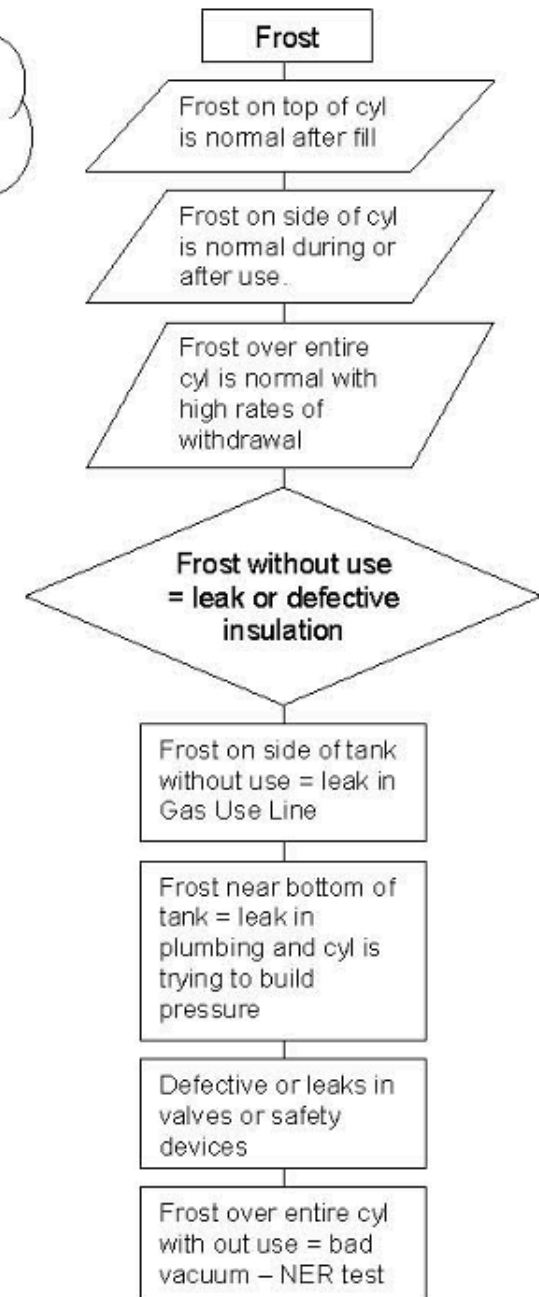 Frost
Frost on top of cyl
is normal after fill
Frost on side of cyl
is normal during or
after use.
Frost over entire
cyl is normal with
high rates of
withdrawal
Frost without use
= leak or defective
insulation
Frost on side of tank
without use = leak in
Gas Use Line
Frost near bottom of
tank = leak in
plumbing and cyl is
trying to build
pressure
Defective or leaks in
valves or safety
devices
Frost over entire cyl
with out use = bad
vacuum – NER test